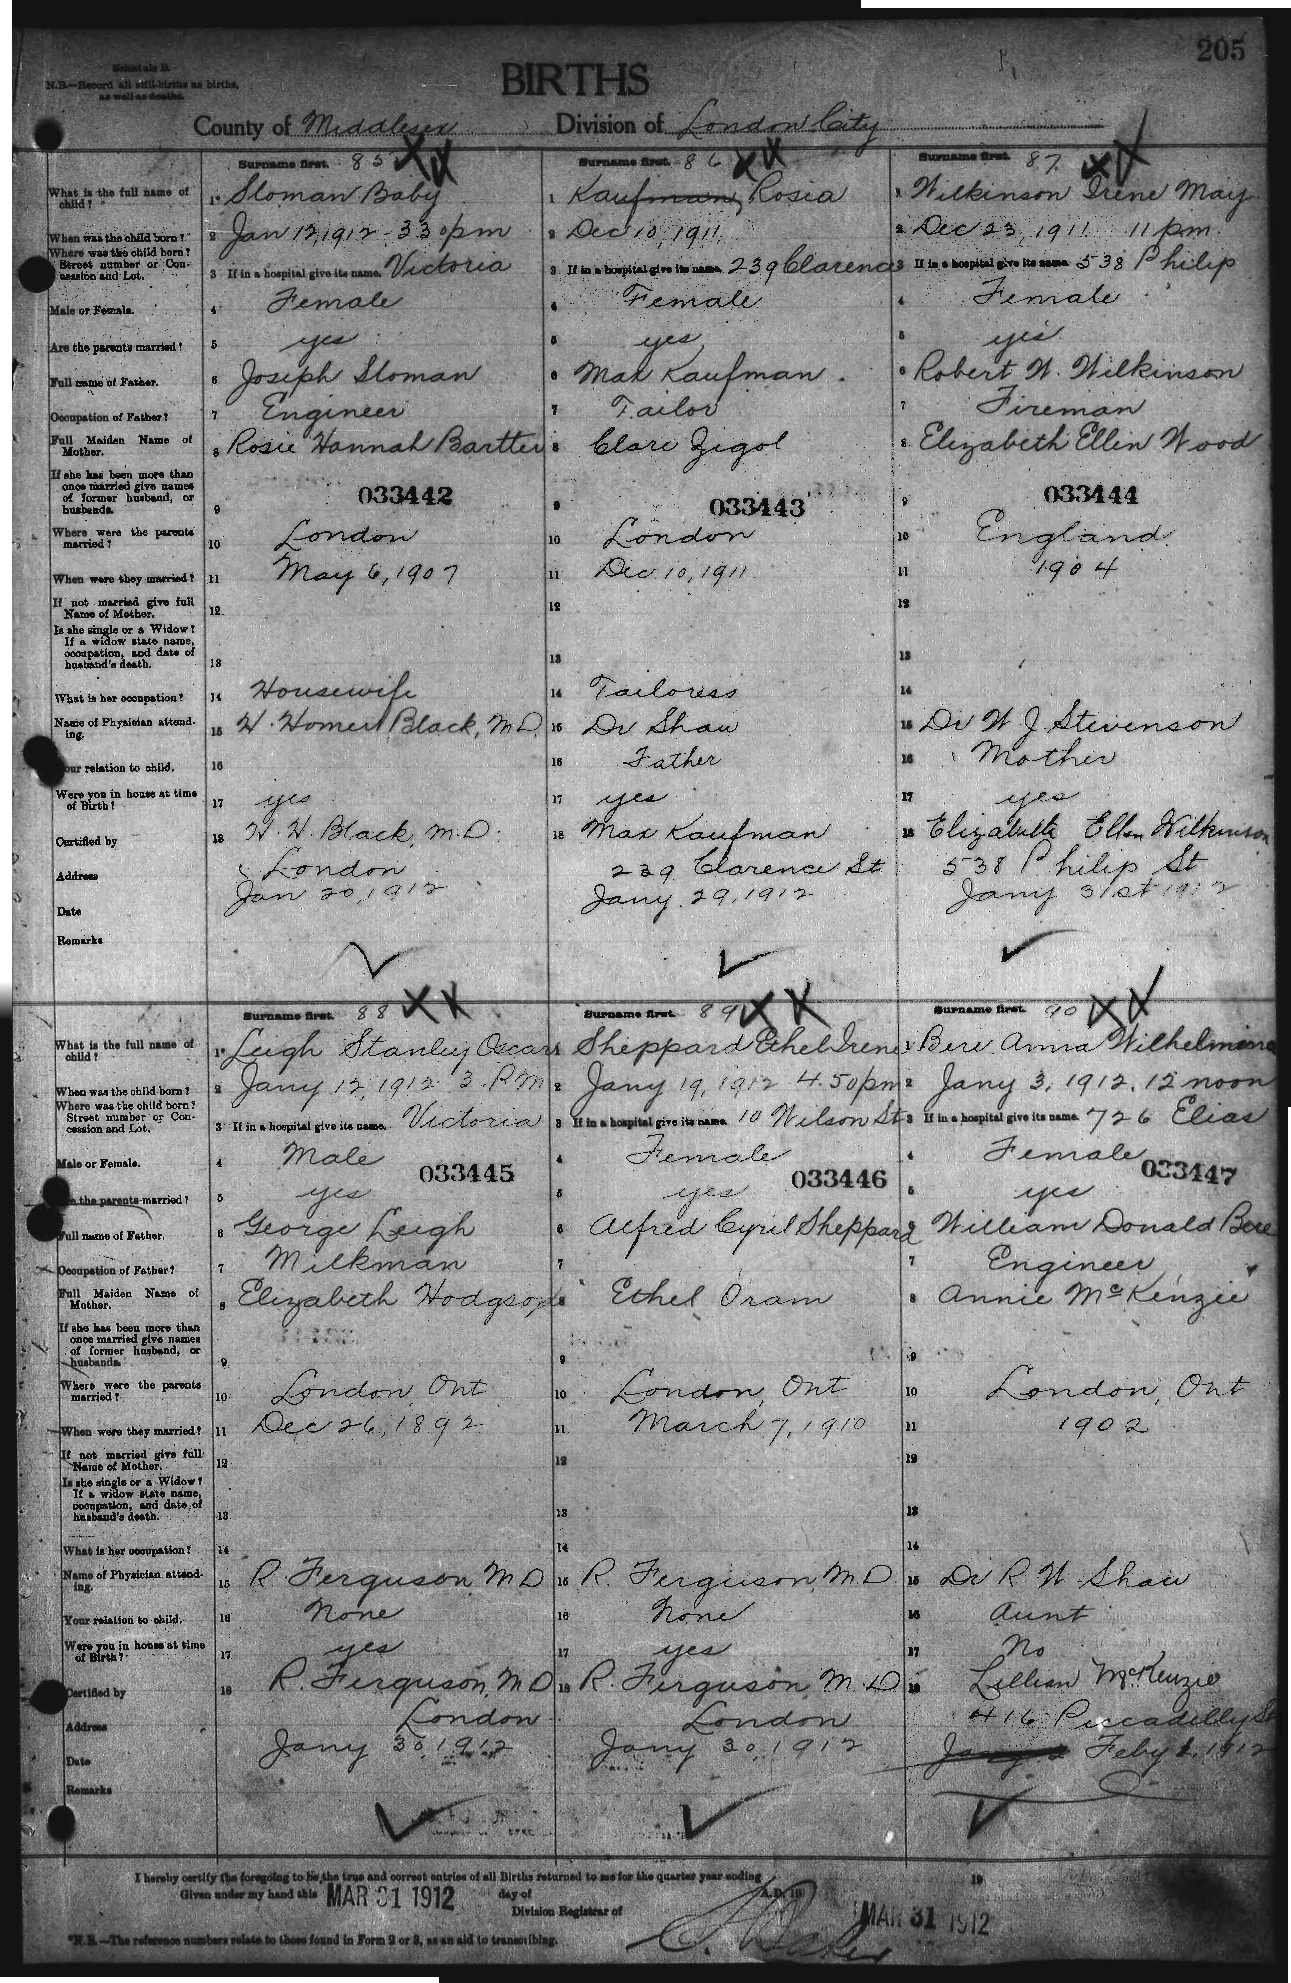 205
Schedule B.
N.B.—Record all still-births as births,
as well as deaths.
BIRTHS
County of Middlesex Division of London City
Surname first. 85 Surname first. 86 Surname first. 87
What is the full name of child? 1* Sloman Baby 1 Kaufman, Rosia 1 Wilkinson Irene May
When was the child born? 2 Jan 12, 1912 - 3 30 pm 2 Dec 10, 1911 2 Dec 23, 1911 11 pm
Where was the child born? Street number or Concession and Lot. 3 If in a hospital give its name. Victoria 3 If in a hospital give its name. 239 Clarence 3 If in a hospital give its name. 538 Philip
Male or Female. 4 Female 4 Female 4 Female
Are the parents married? 5 yes 5 yes 5 yes
Full name of Father. 6 Joseph Sloman 6 Max Kaufman. 6 Robert W. Wilkinson
Occupation of Father? 7 Engineer 7 Tailor 7 Fireman
Full Maiden Name of Mother. 8 Rosie Hannah Bartter 8 Clare Zigol 8 Elizabeth Ellen Wood
If she has been more than once married give names of former husband, or husbands. 9 033442 9 033443 9 033444
Where were the parents married? 10 London 10 London 10 England
When were they married? 11 May 6, 1907 11 Dec 10, 1911 11 1904
If not married give full Name of Mother. 12 12 12
Is she single or a Widow? If a widow state name, occupation, and date of husband's death. 13 13 13
What is her occupation? 14 Housewife 14 Tailoress 14
Name of Physician attending. 15 H. Homer Black, M.D. 15 Dr Shaw 15 Dr W J Stevenson
Your relation to child. 16 16 Father 16 Mother
Were you in house at time of Birth? 17 yes 17 yes 17 yes
Certified by 18 H. H. Black, M.D. 18 Max Kaufman 18 Elizabeth Ellen Wilkinson
Address London 239 Clarence St 538 Philip St
Date Jan 20, 1912 Jany 29, 1912 Jany 31st 1912
Remarks
Surname first. 88 Surname first. 89 Surname first. 90
What is the full name of child? 1* Leigh Stanley Oscar 1 Sheppard Ethel Irene 1 Bere Anna Wilhelmina
When was the child born? 2 Jany 12, 1912 3 P.M 2 Jany 19, 1912 4.50 pm 2 Jany 3, 1912. 12 noon
Where was the child born? Street number or Concession and Lot. 3 If in a hospital give its name. Victoria 3 If in a hospital give its name. 10 Wilson St 3 If in a hospital give its name. 726 Elias
Male or Female. 4 Male 4 Female 4 Female
033445 033446 033447
the parents married? 5 yes 5 yes 5 yes
Full name of Father. 6 George Leigh 6 Alfred Cyril Sheppard 6 William Donald Bere
Occupation of Father? 7 Milkman 7 7 Engineer
Full Maiden Name of Mother. 8 Elizabeth Hodgson 8 Ethel Oram 8 Annie McKenzie
If she has been more than once married give names of former husband, or husbands. 9 9 9
Where were the parents married? 10 London, Ont 10 London, Ont 10 London, Ont
When were they married? 11 Dec 26, 1892 11 March 7, 1910 11 1902
If not married give full Name of Mother. 12 12 12
Is she single or a Widow? If a widow state name, occupation, and date of husband's death. 13 13 13
What is her occupation? 14 14 14
Name of Physician attending. 15 R. Ferguson, M D 15 R. Ferguson, M.D. 15 Dr R W Shaw
Your relation to child. 16 None 16 None 16 Aunt
Were you in house at time of Birth? 17 yes 17 yes 17 No
Certified by 18 R. Ferguson, M D 18 R. Ferguson, M.D. 18 Lillian McKenzie
Address London London 416 Piccadilly St
Date Jany 30, 1912 Jany 30, 1912 Feby 1, 1912
Remarks
I hereby certify the foregoing to be the true and correct entries of all Births returned to me for the quarter year ending 19
Given under my hand this MAR 31 1912 day of A.D. 19 MAR 31 1912
Division Registrar of
*N.B.—The reference numbers relate to those found in Form 2 or 3, as an aid to transcribing.